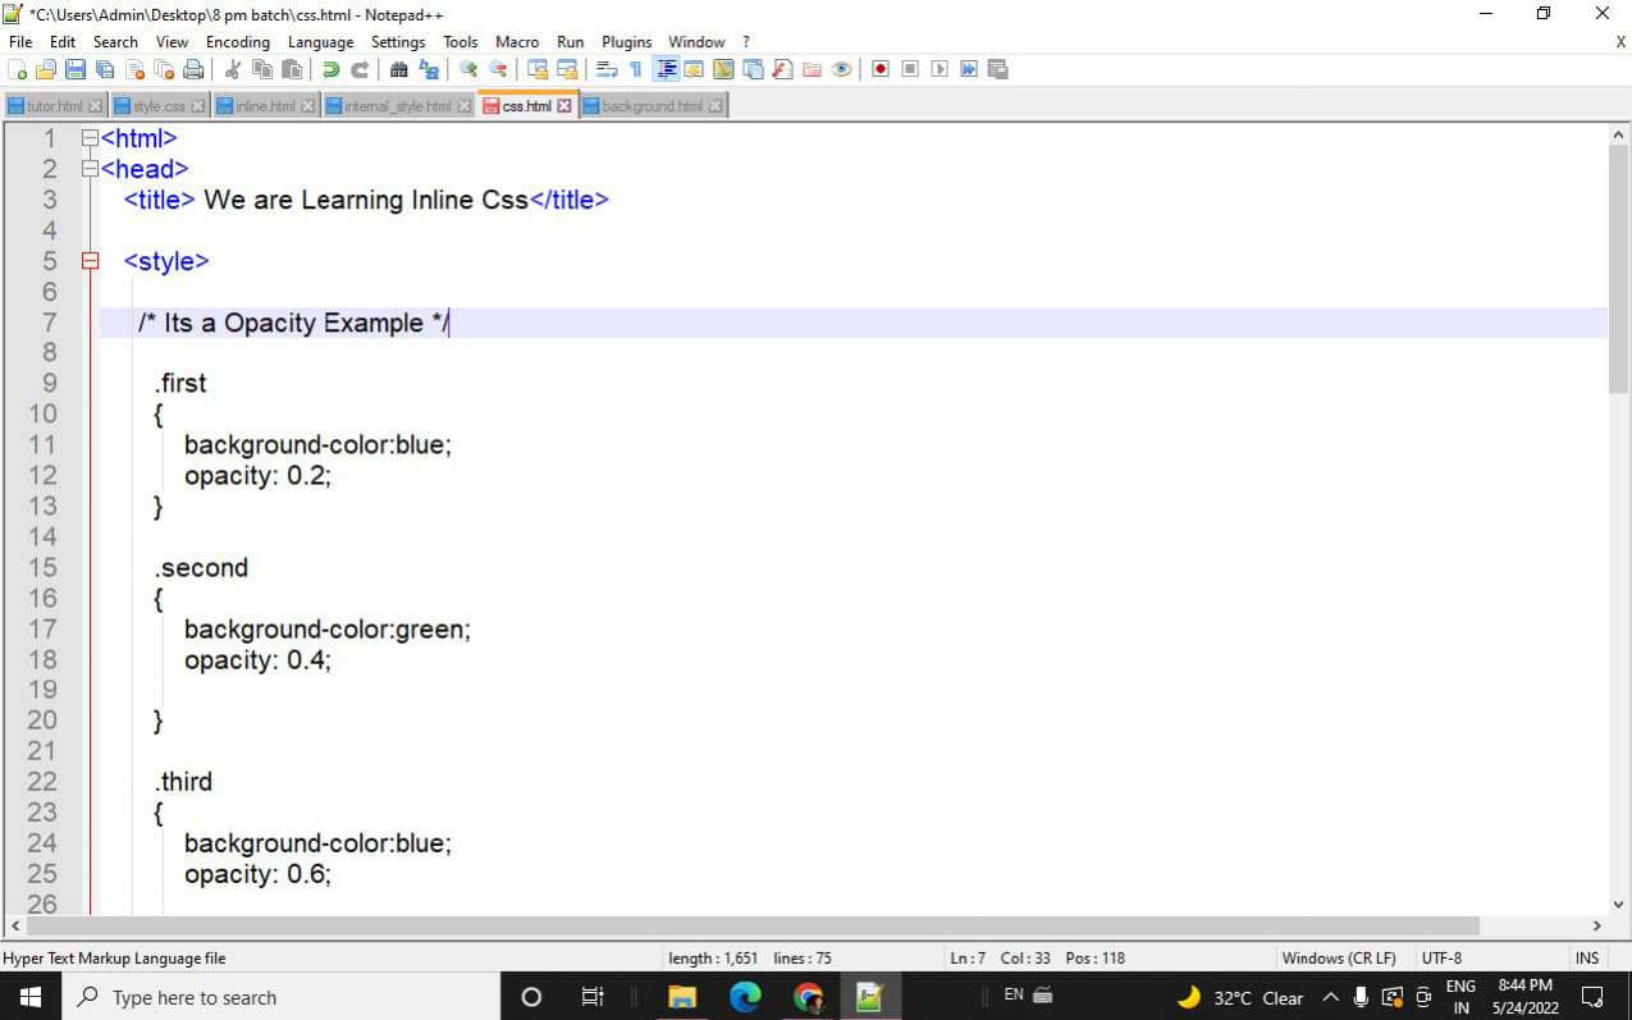 *C:\Users\Admin\Desktop\8 pm batch\css.html - Notepad++
File Edit Search View Encoding Language Settings Tools Macro Run Plugins Window ?
X
tutor.html style.css inline.html internal_style.html css.html background.html
1 <html>
2 <head>
3 <title> We are Learning Inline Css</title>
4
5 <style>
6
7 /* Its a Opacity Example */
8
9 .first
10 {
11 background-color:blue;
12 opacity: 0.2;
13 }
14
15 .second
16 {
17 background-color:green;
18 opacity: 0.4;
19
20 }
21
22 .third
23 {
24 background-color:blue;
25 opacity: 0.6;
26
Hyper Text Markup Language file length : 1,651 lines : 75 Ln : 7 Col : 33 Pos : 118 Windows (CR LF) UTF-8 INS
Type here to search EN 32°C Clear ENG 8:44 PM
IN 5/24/2022